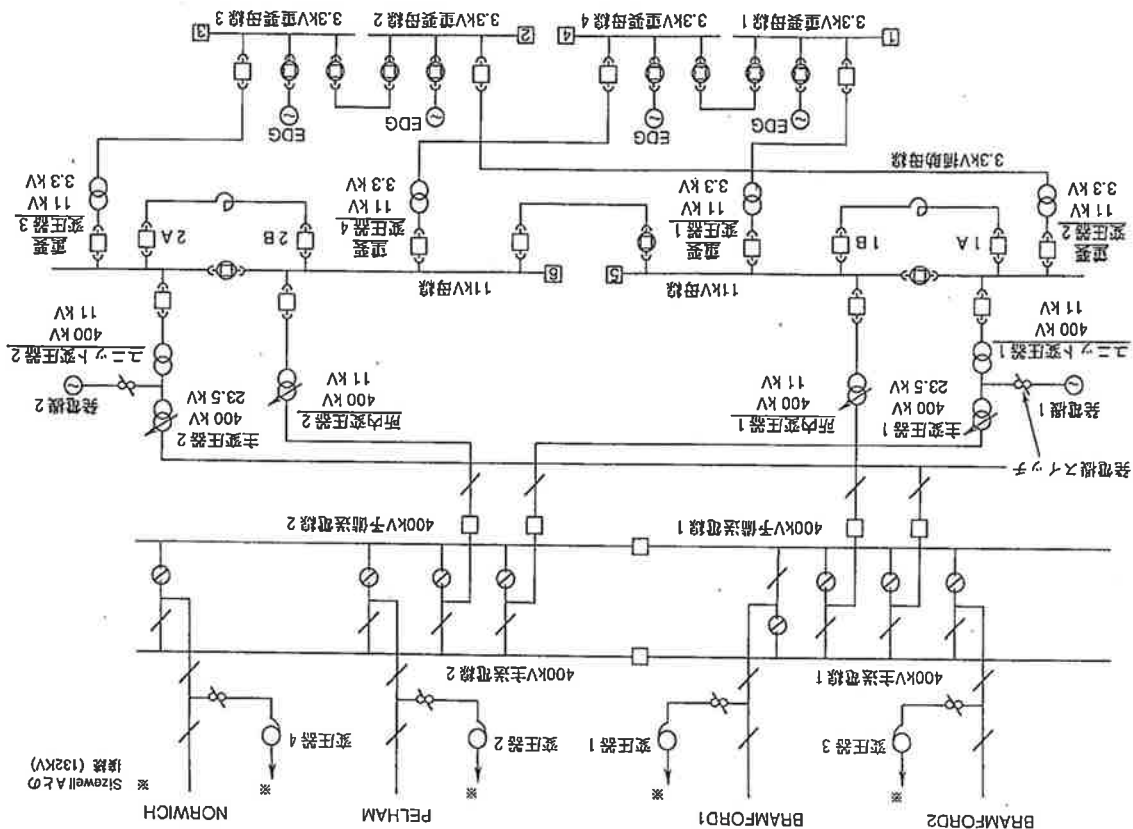 BRAMFORD2
BRAMFORD1
PELHAM
NORWICH
※
※
※
※
※ Sizewell Aとの
接続 (132KV)
変圧器 3
変圧器 1
変圧器 2
変圧器 4
400kV主送電線 1
400kV主送電線 2
400kV予備送電線 1
400kV予備送電線 2
発電機スイッチ
発電機 1
主変圧器 1
400 kV
23.5 kV
所内変圧器 1
400 kV
11 kV
所内変圧器 2
400 kV
11 kV
主変圧器 2
400 kV
23.5 kV
発電機 2
ユニット変圧器 1
400 kV
11 kV
ユニット変圧器 2
400 kV
11 kV
11kV母線
5
6
11kV母線
1A
1B
2B
2A
重要
変圧器 2
11 kV
3.3 kV
重要
変圧器 1
11 kV
3.3 kV
重要
変圧器 4
11 kV
3.3 kV
重要
変圧器 3
11 kV
3.3 kV
3.3kV補助母線
EDG
EDG
EDG
EDG
1
3.3kV重要母線 1
3.3kV重要母線 4
4
2
3.3kV重要母線 2
3.3kV重要母線 3
3